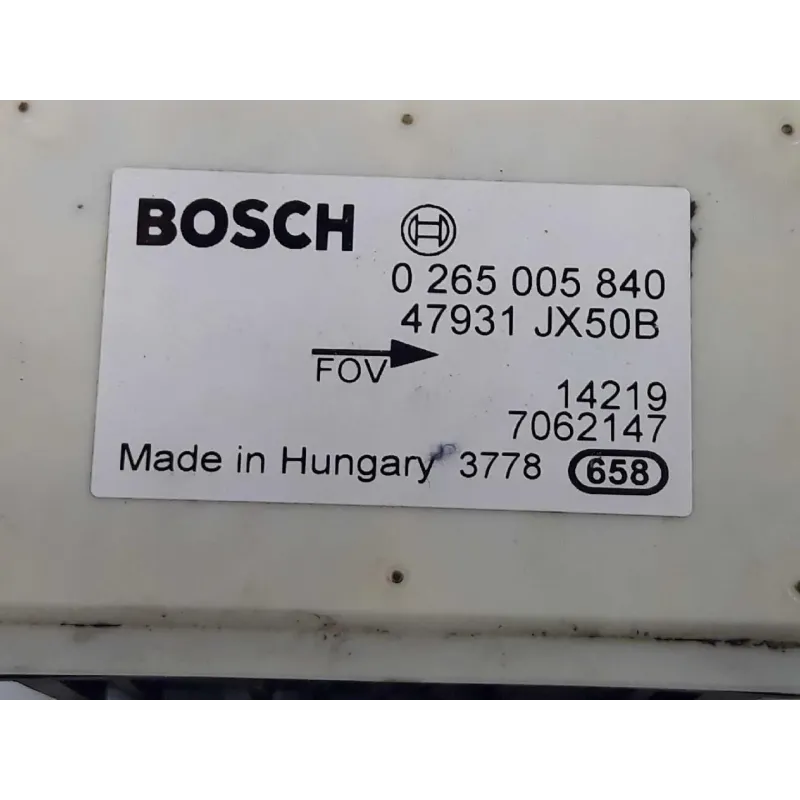 BOSCH
0 265 005 840
47931 JX50B
FOV
14219
7062147
Made in Hungary 3778 658